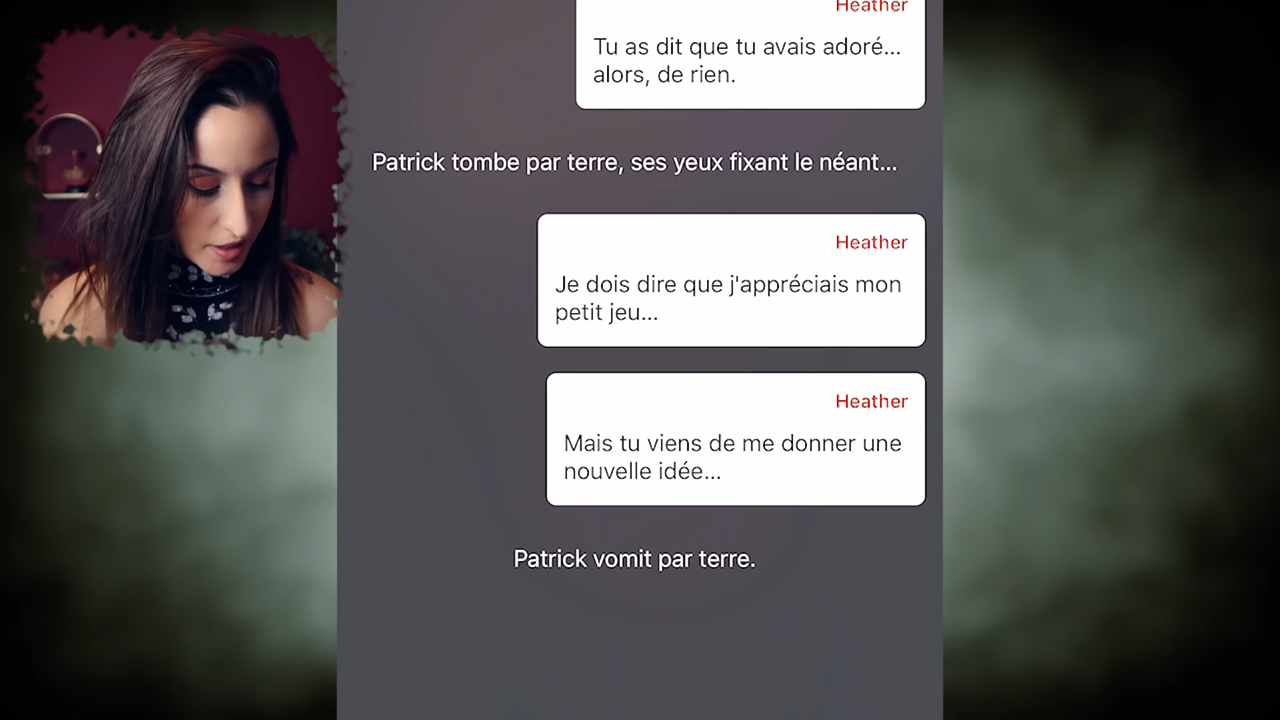 Heather
Tu as dit que tu avais adoré...
alors, de rien.
Patrick tombe par terre, ses yeux fixant le néant...
Heather
Je dois dire que j'appréciais mon
petit jeu...
Heather
Mais tu viens de me donner une
nouvelle idée...
Patrick vomit par terre.